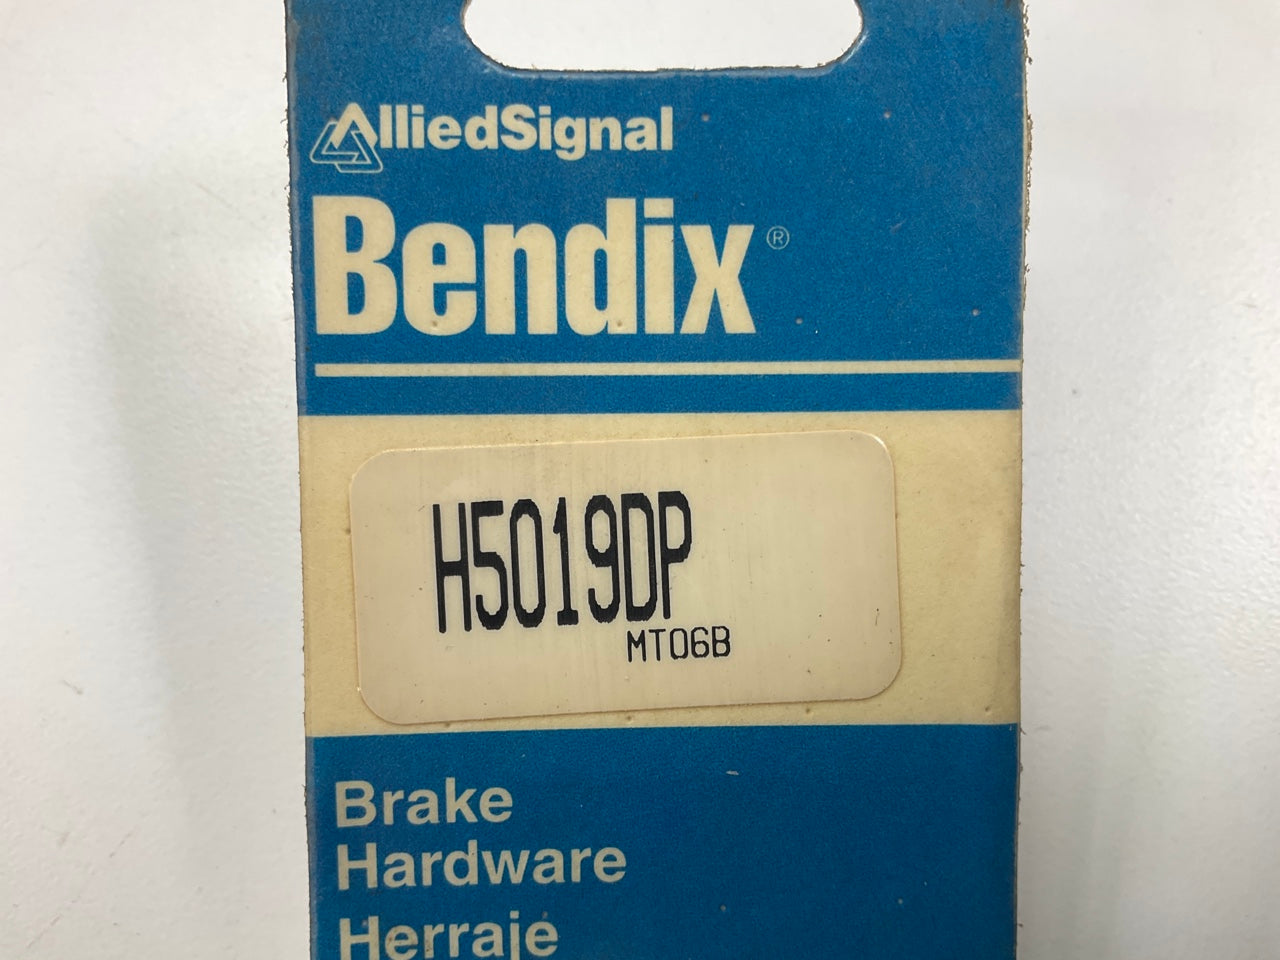 AlliedSignal
Bendix®
H5019DP
MT06B
Brake
Hardware
Herraje